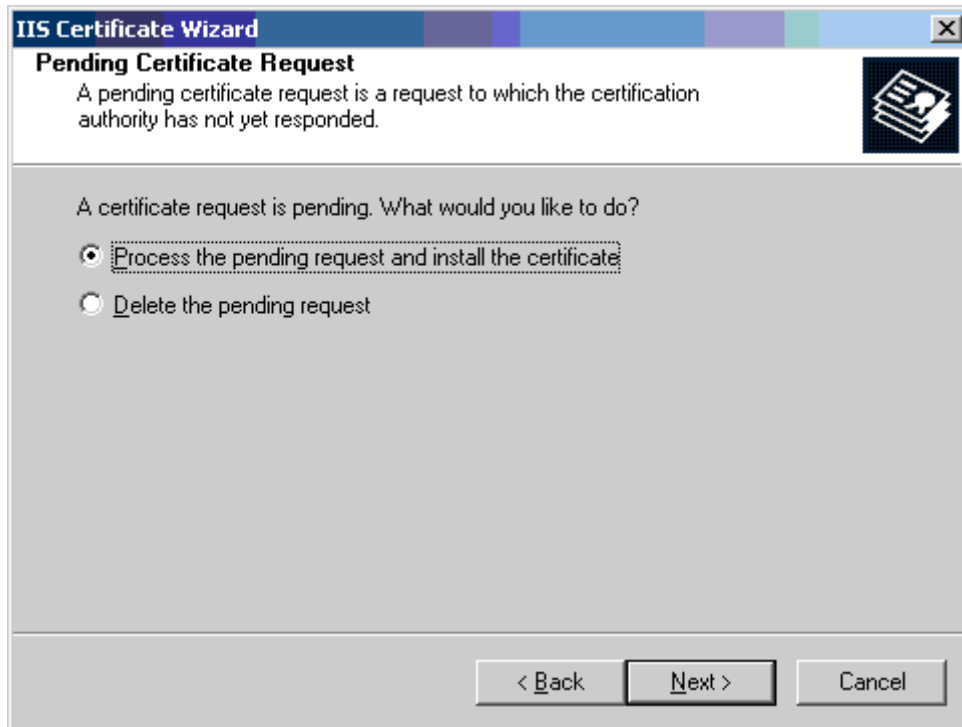 IIS Certificate Wizard
Pending Certificate Request
A pending certificate request is a request to which the certification
authority has not yet responded.
A certificate request is pending. What would you like to do?
Process the pending request and install the certificate
Delete the pending request
< Back
Next >
Cancel